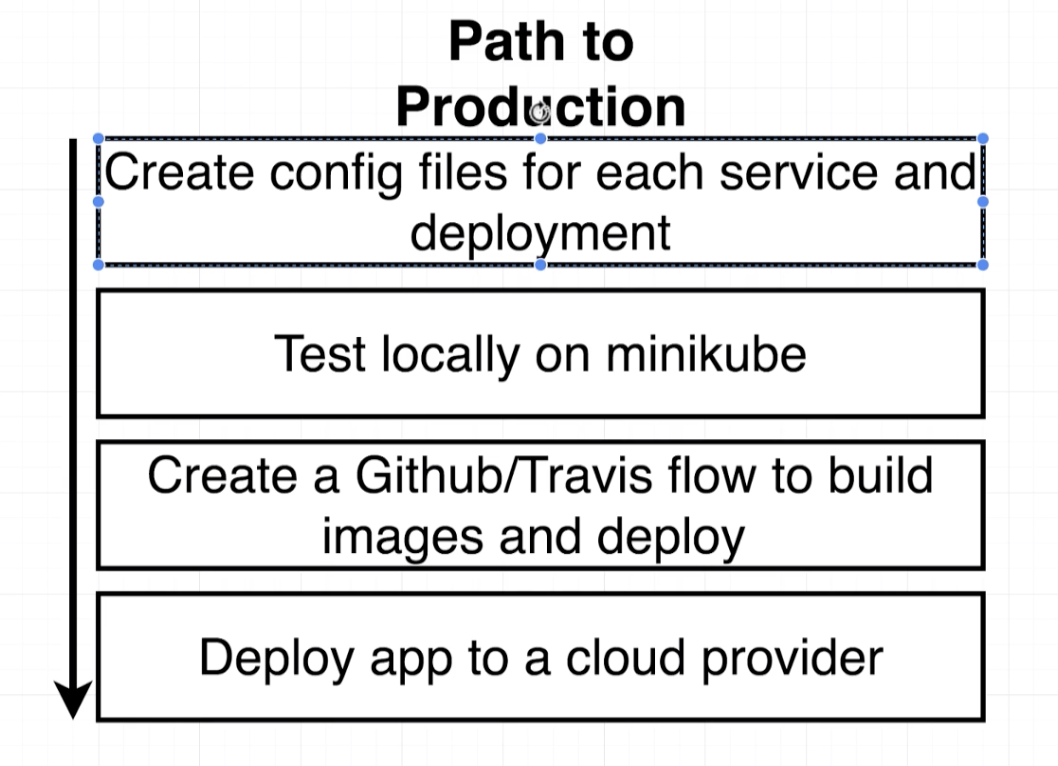 Path to
Production
Create config files for each service and
deployment
Test locally on minikube
Create a Github/Travis flow to build
images and deploy
Deploy app to a cloud provider